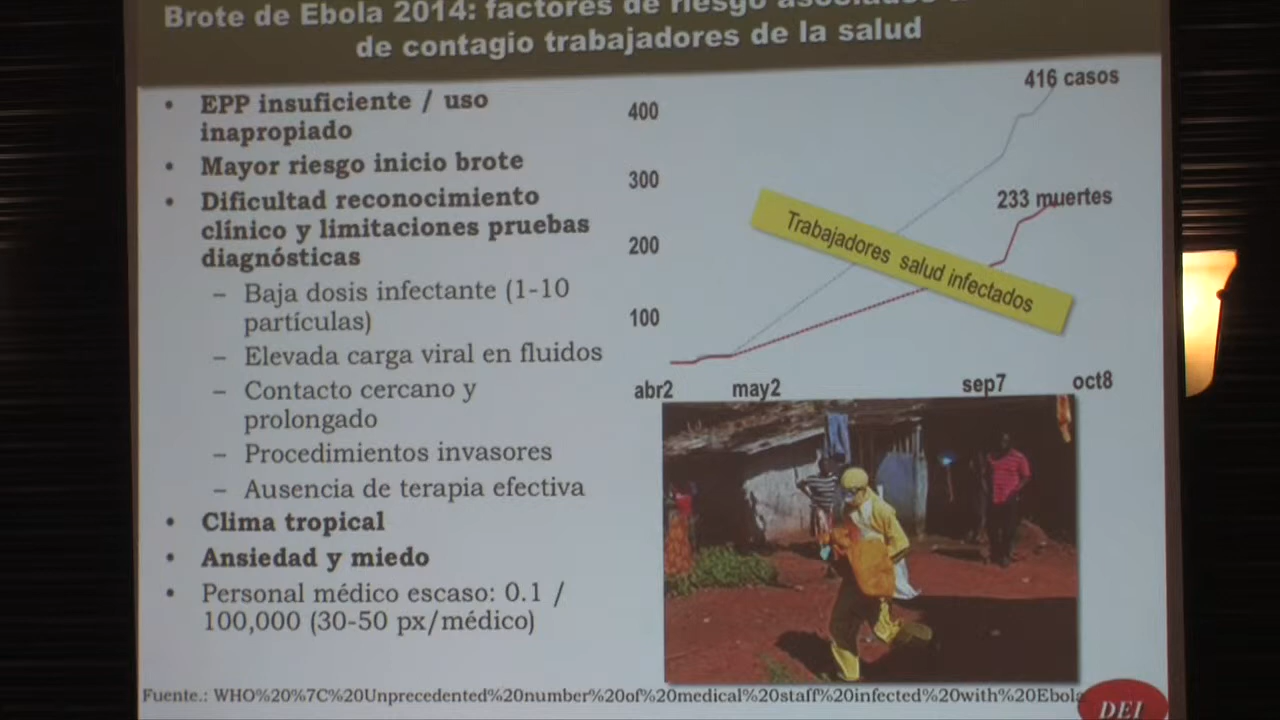 Brote de Ebola 2014: factores de riesgo
de contagio trabajadores de la salud
• EPP insuficiente / uso
inapropiado
• Mayor riesgo inicio brote
• Dificultad reconocimiento
clínico y limitaciones pruebas
diagnósticas
– Baja dosis infectante (1-10
partículas)
– Elevada carga viral en fluidos
– Contacto cercano y
prolongado
– Procedimientos invasores
– Ausencia de terapia efectiva
• Clima tropical
• Ansiedad y miedo
• Personal médico escaso: 0.1 /
100,000 (30-50 px/médico)
416 casos
400
300
233 muertes
Trabajadores salud infectados
200
100
abr2 may2 sep7 oct8
Fuente.: WHO%20%7C%20Unprecedented%20number%20of%20medical%20staff%20infected%20with%20Ebola
DEI